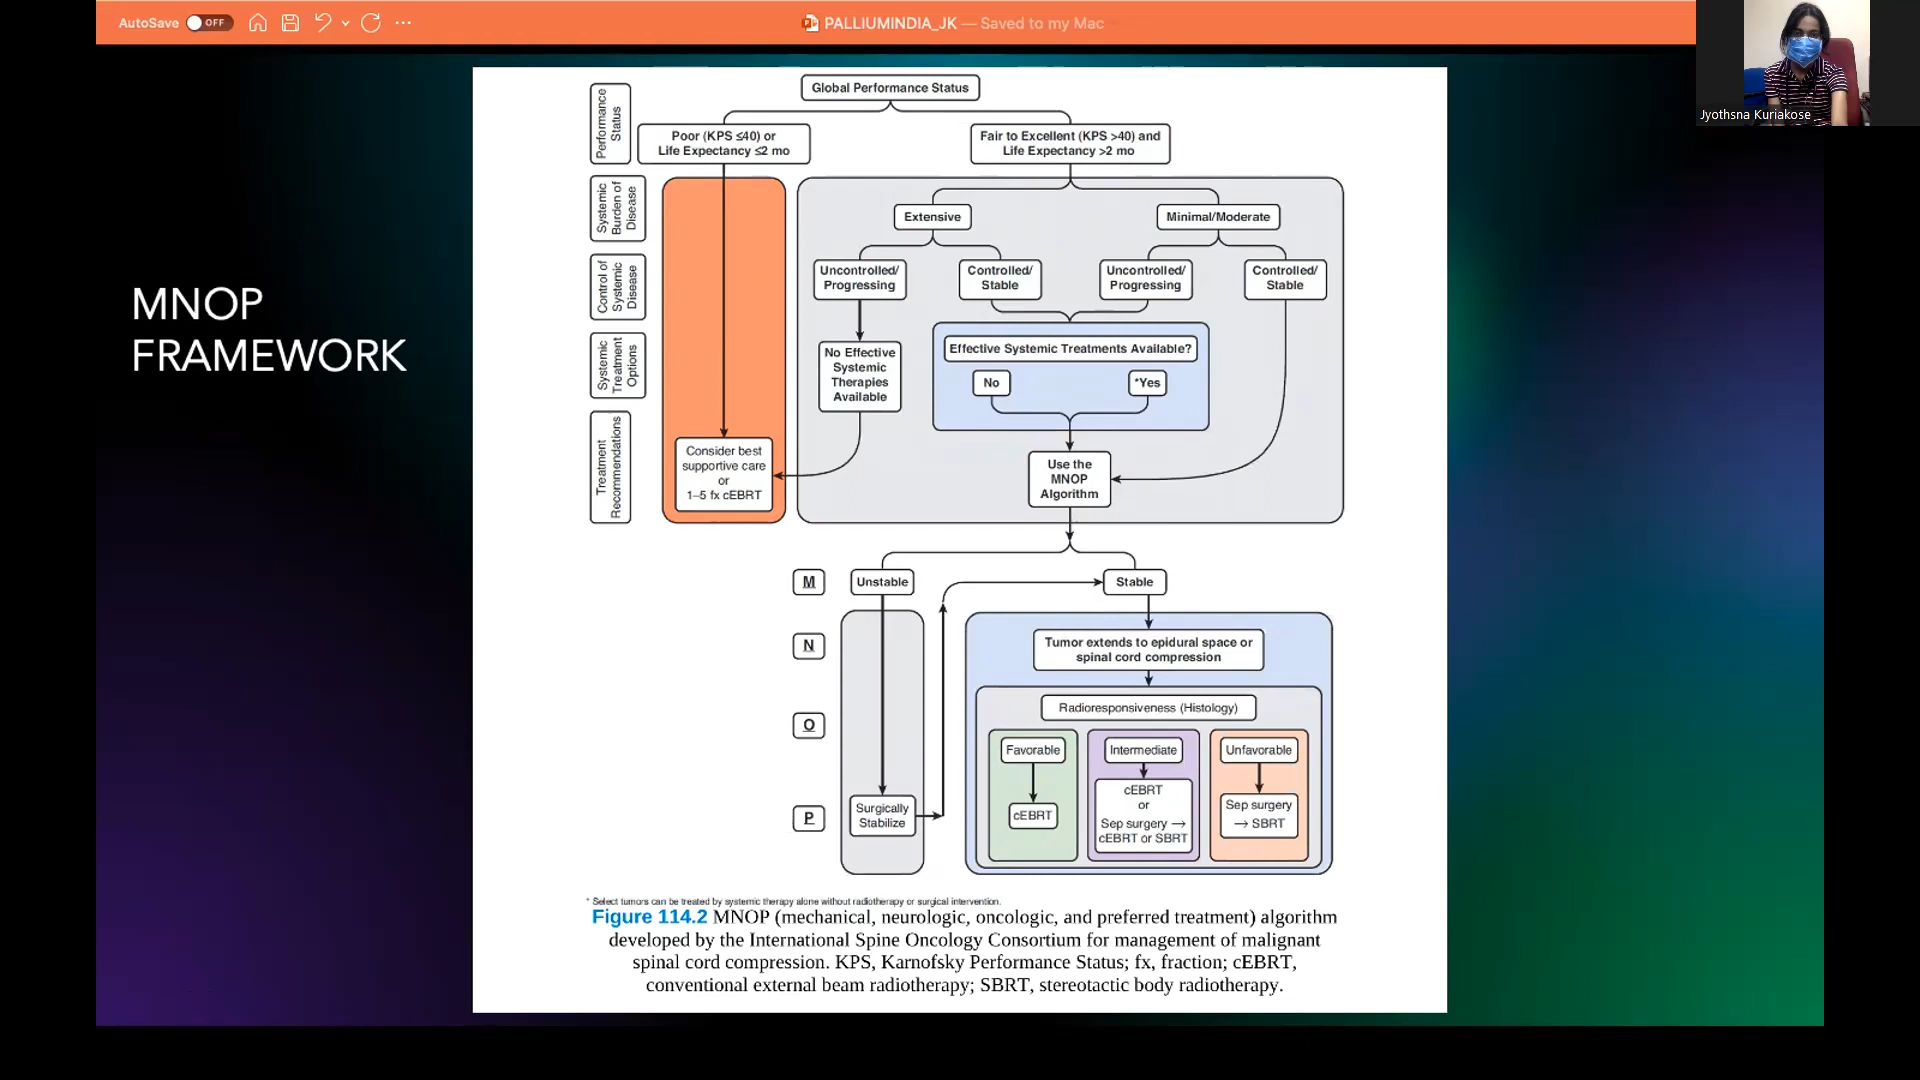 AutoSave OFF
PALLIUMINDIA_JK — Saved to my Mac
Jyothsna Kuriakose
MNOP
FRAMEWORK
Global Performance Status
Performance
Status
Poor (KPS ≤40) or
Life Expectancy ≤2 mo
Fair to Excellent (KPS >40) and
Life Expectancy >2 mo
Systemic
Burden of
Disease
Extensive
Minimal/Moderate
Control of
Systemic
Disease
Uncontrolled/
Progressing
Controlled/
Stable
Uncontrolled/
Progressing
Controlled/
Stable
Systemic
Treatment
Options
No Effective
Systemic
Therapies
Available
Effective Systemic Treatments Available?
No
*Yes
Treatment
Recommendations
Consider best
supportive care
or
1–5 fx cEBRT
Use the
MNOP
Algorithm
M
Unstable
Stable
N
Tumor extends to epidural space or
spinal cord compression
O
Radioresponsiveness (Histology)
Favorable
Intermediate
Unfavorable
P
Surgically
Stabilize
cEBRT
cEBRT
or
Sep surgery →
cEBRT or SBRT
Sep surgery
→ SBRT
* Select tumors can be treated by systemic therapy alone without radiotherapy or surgical intervention.
Figure 114.2 MNOP (mechanical, neurologic, oncologic, and preferred treatment) algorithm
developed by the International Spine Oncology Consortium for management of malignant
spinal cord compression. KPS, Karnofsky Performance Status; fx, fraction; cEBRT,
conventional external beam radiotherapy; SBRT, stereotactic body radiotherapy.